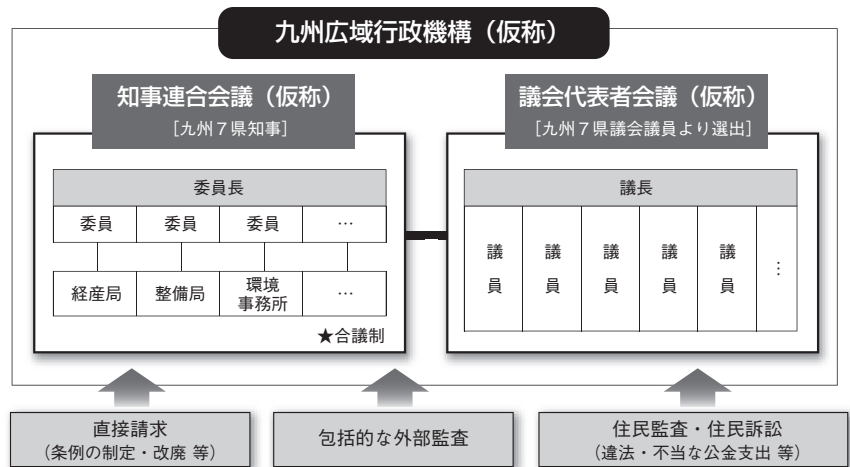 九州広域行政機構（仮称）
知事連合会議（仮称）
［九州７県知事］
委員長
委員 委員 委員 …
経産局 整備局 環境 …
事務所
★合議制
議会代表者会議（仮称）
［九州７県議会議員より選出］
議長
議員 議員 議員 議員 議員 …
直接請求
（条例の制定・改廃 等）
包括的な外部監査
住民監査・住民訴訟
（違法・不当な公金支出 等）